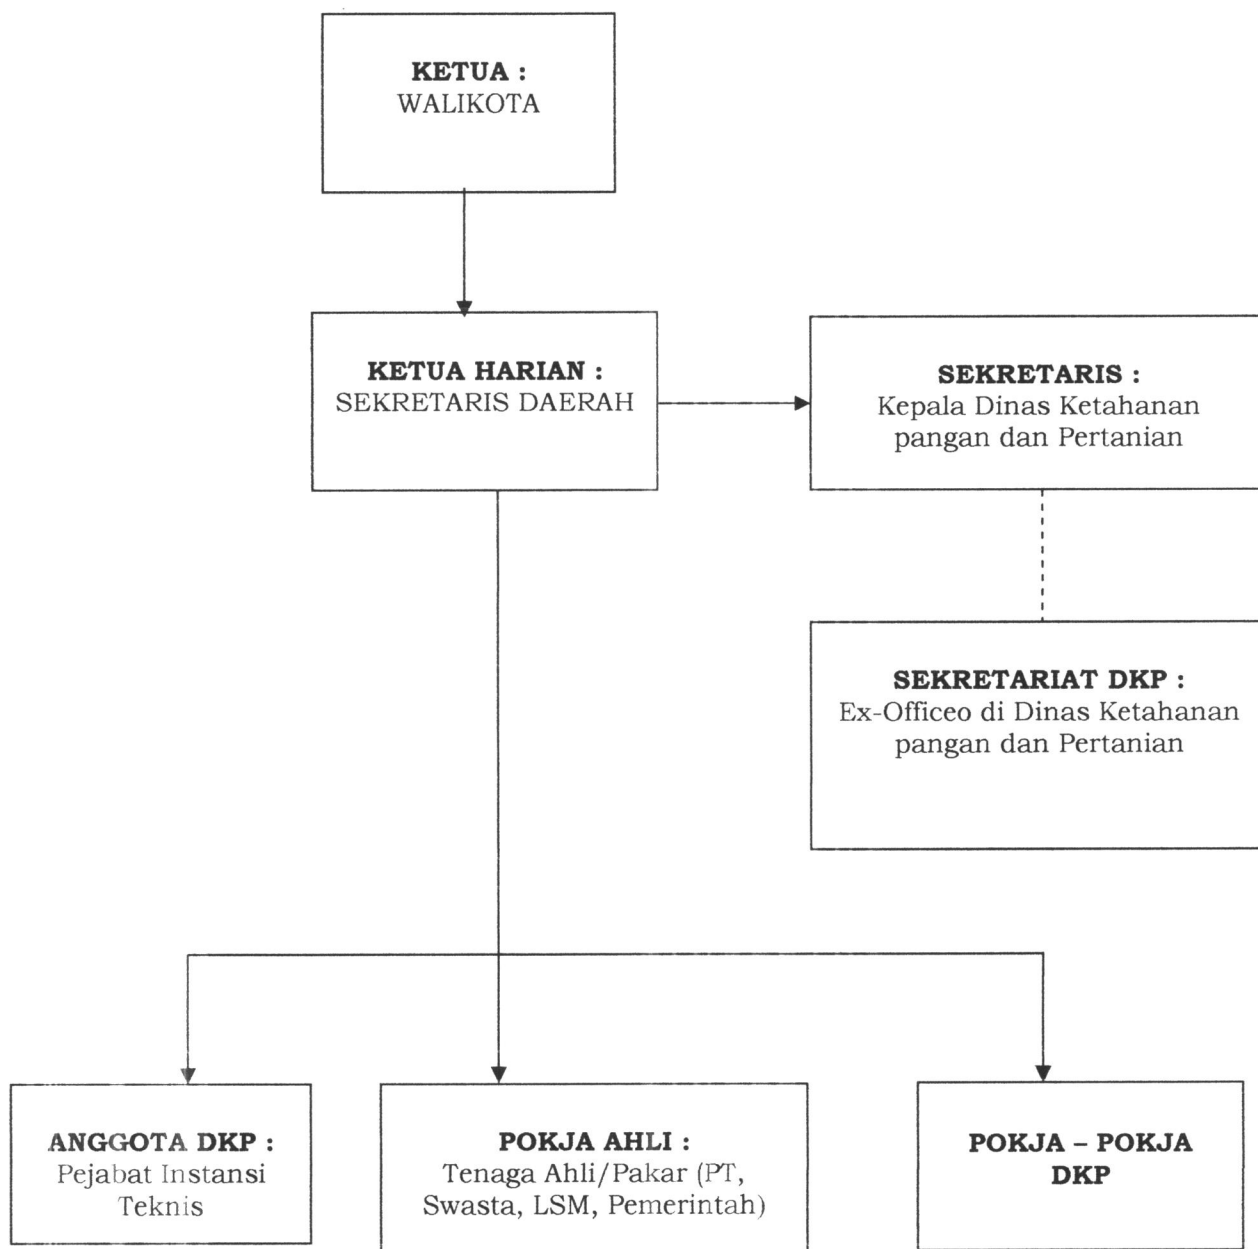 KETUA :
WALIKOTA
KETUA HARIAN :
SEKRETARIS DAERAH
SEKRETARIS :
Kepala Dinas Ketahanan
pangan dan Pertanian
SEKRETARIAT DKP :
Ex-Officeo di Dinas Ketahanan
pangan dan Pertanian
ANGGOTA DKP :
Pejabat Instansi
Teknis
POKJA AHLI :
Tenaga Ahli/Pakar (PT,
Swasta, LSM, Pemerintah)
POKJA – POKJA
DKP